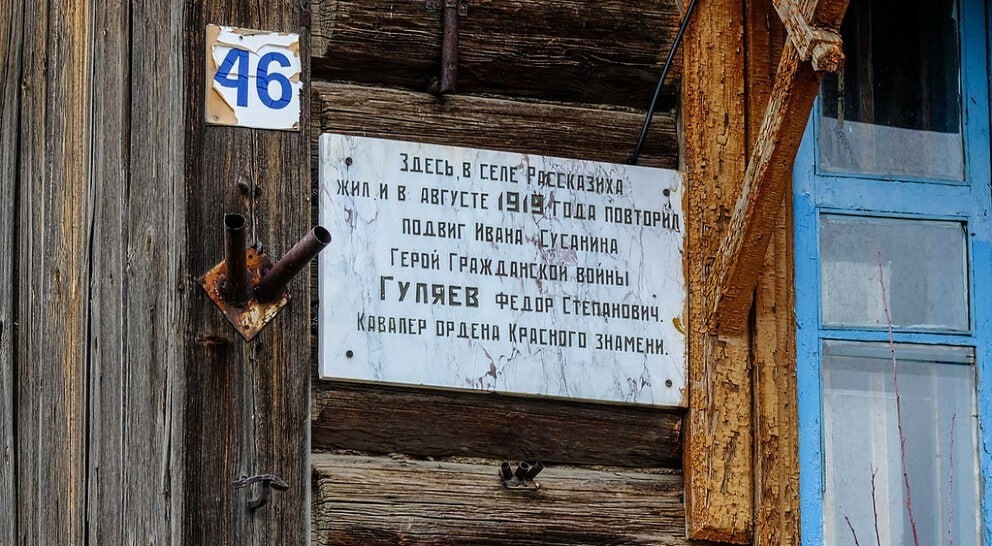 46
Здесь, в селе Рассказиха
жил и в августе 1919 года повторил
подвиг Ивана Сусанина
Герой Гражданской войны
Гуляев Федор Степанович.
Кавалер ордена Красного Знамени.